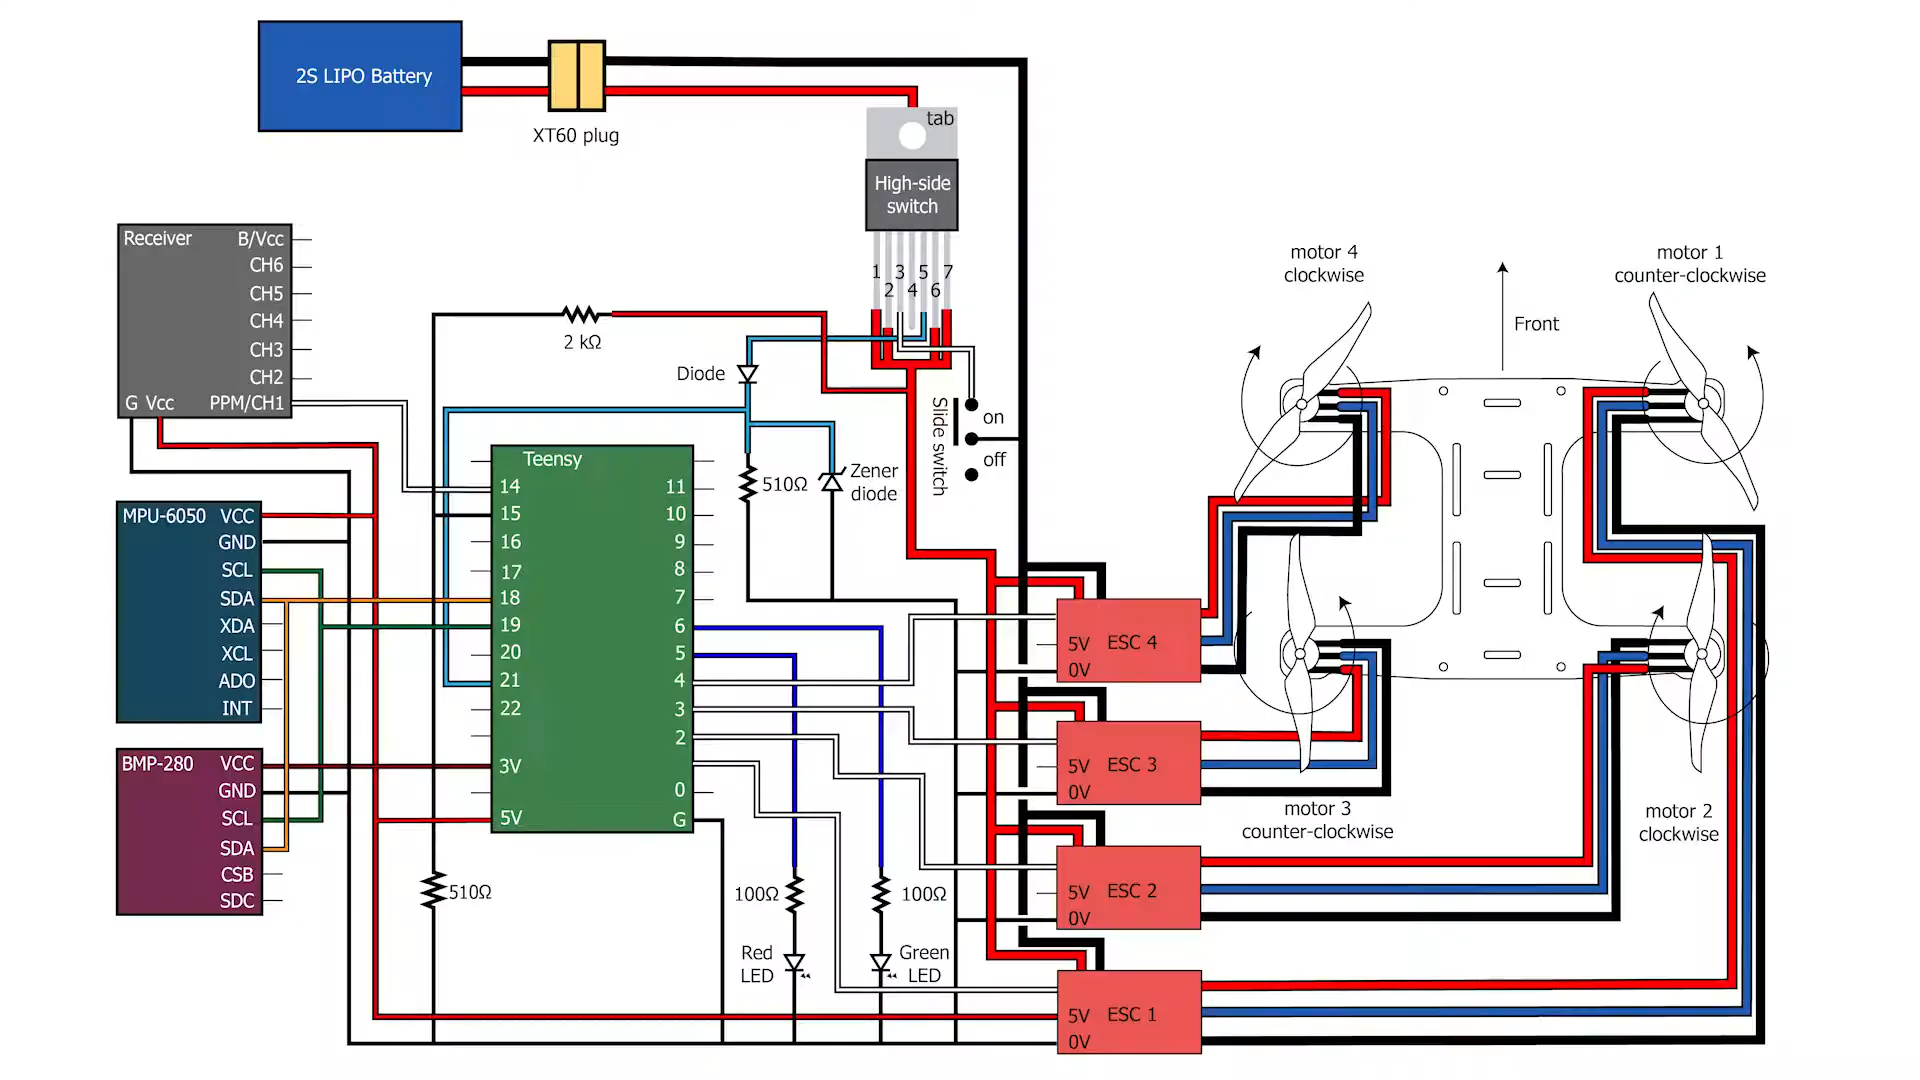 2S LIPO Battery
XT60 plug
tab
High-side
switch
1
2
3
4
5
6
7
Receiver
B/Vcc
CH6
CH5
CH4
CH3
CH2
G Vcc PPM/CH1
2 kΩ
Diode
Slide switch
on
off
510Ω
Zener
diode
Teensy
14
15
16
17
18
19
20
21
22
3V
5V
11
10
9
8
7
6
5
4
3
2
0
G
MPU-6050 VCC
GND
SCL
SDA
XDA
XCL
ADO
INT
BMP-280 VCC
GND
SCL
SDA
CSB
SDC
510Ω
100Ω
100Ω
Red
LED
Green
LED
5V ESC 4
0V
5V ESC 3
0V
5V ESC 2
0V
5V ESC 1
0V
motor 4
clockwise
Front
motor 1
counter-clockwise
motor 3
counter-clockwise
motor 2
clockwise